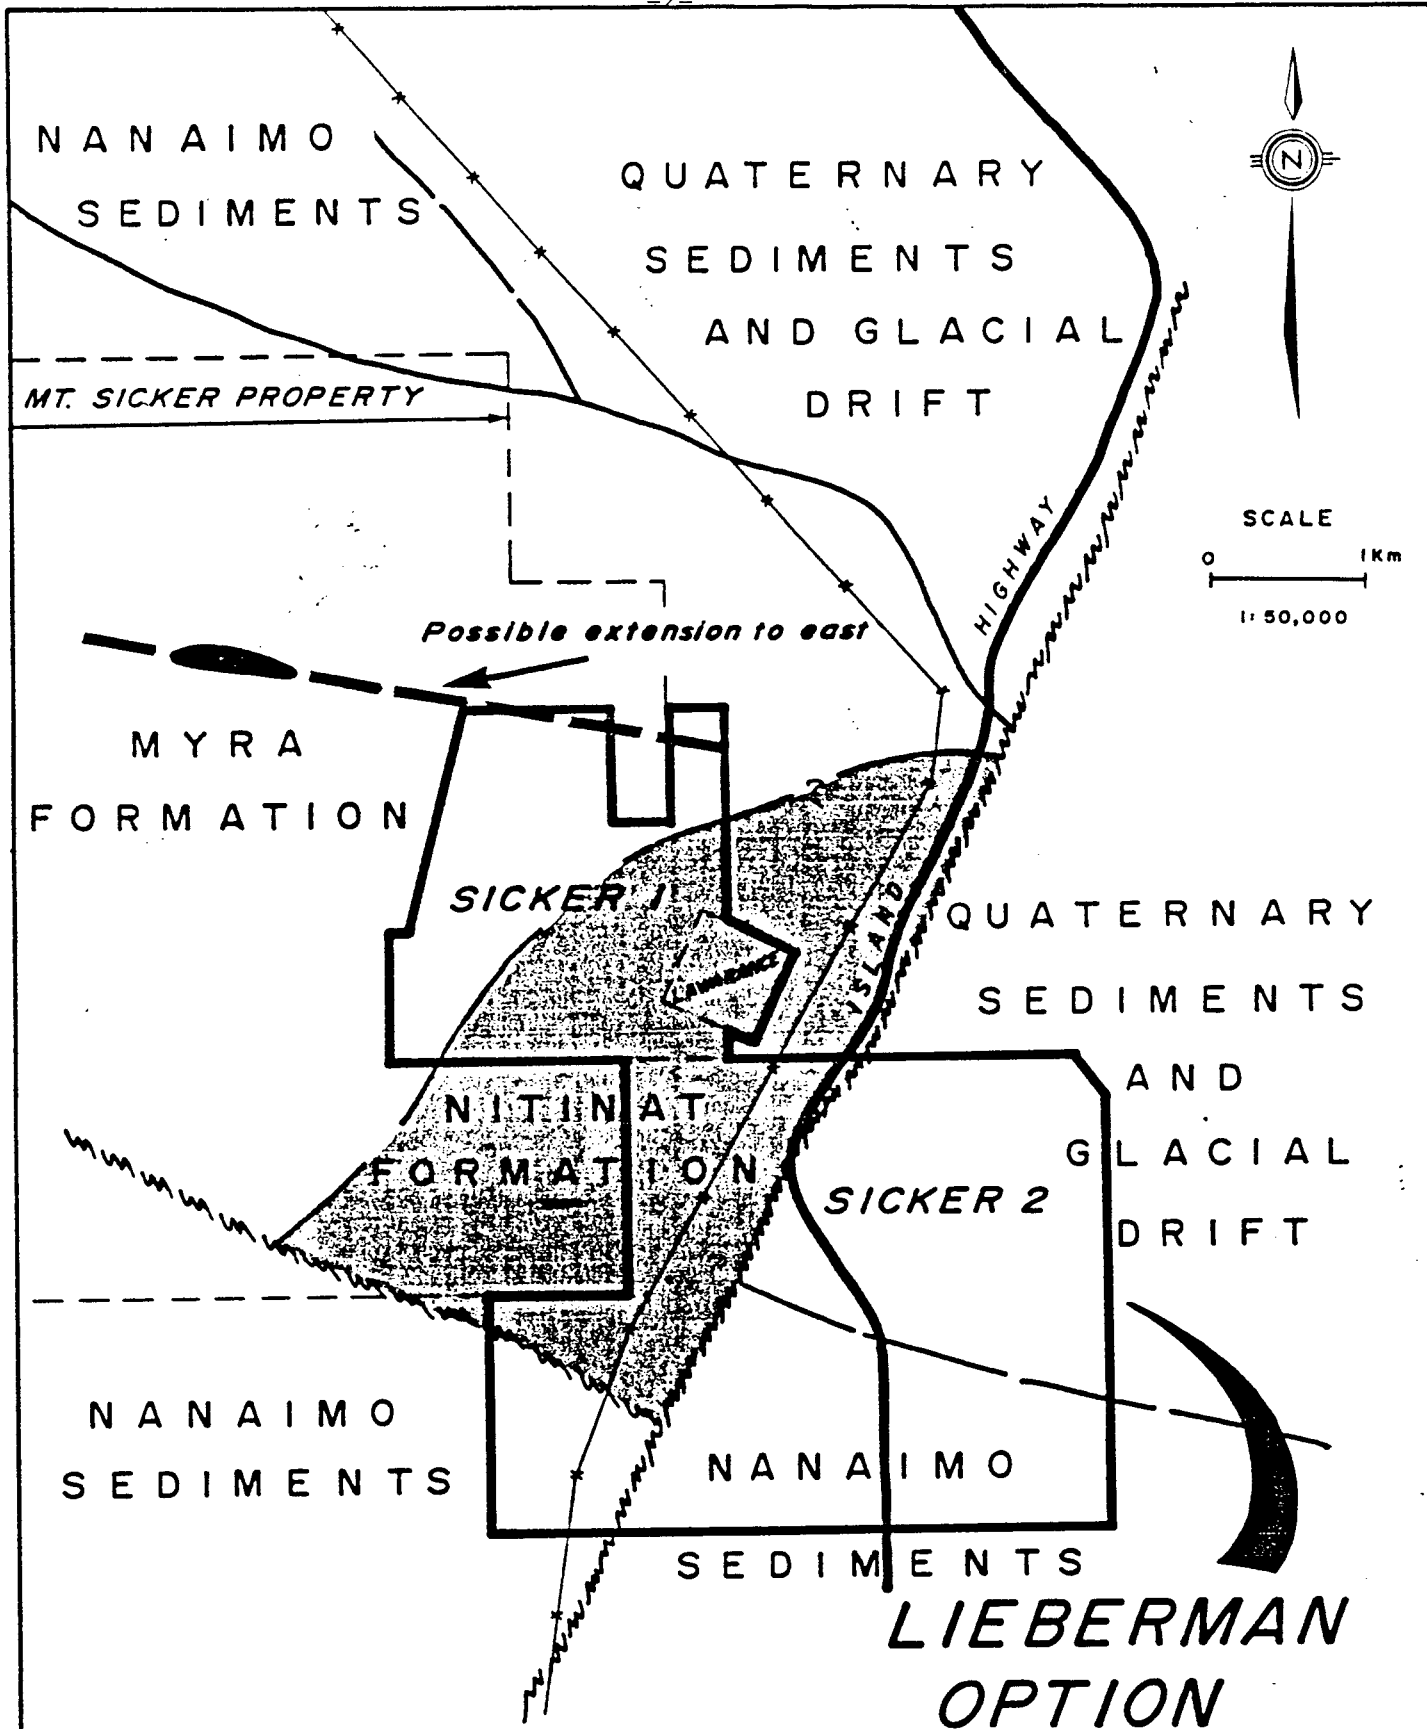 -2-
NANAIMO
SEDIMENTS
QUATERNARY
SEDIMENTS
AND GLACIAL
DRIFT
N
MT. SICKER PROPERTY
SCALE
0 1Km
1:50,000
HIGHWAY
Possible extension to east
MYRA
FORMATION
?
SICKER 1
LAWRANCE
ISLAND
QUATERNARY
SEDIMENTS
AND
GLACIAL
DRIFT
NITINAT
FORMATION
SICKER 2
NANAIMO
SEDIMENTS
NANAIMO
SEDIMENTS
LIEBERMAN
OPTION